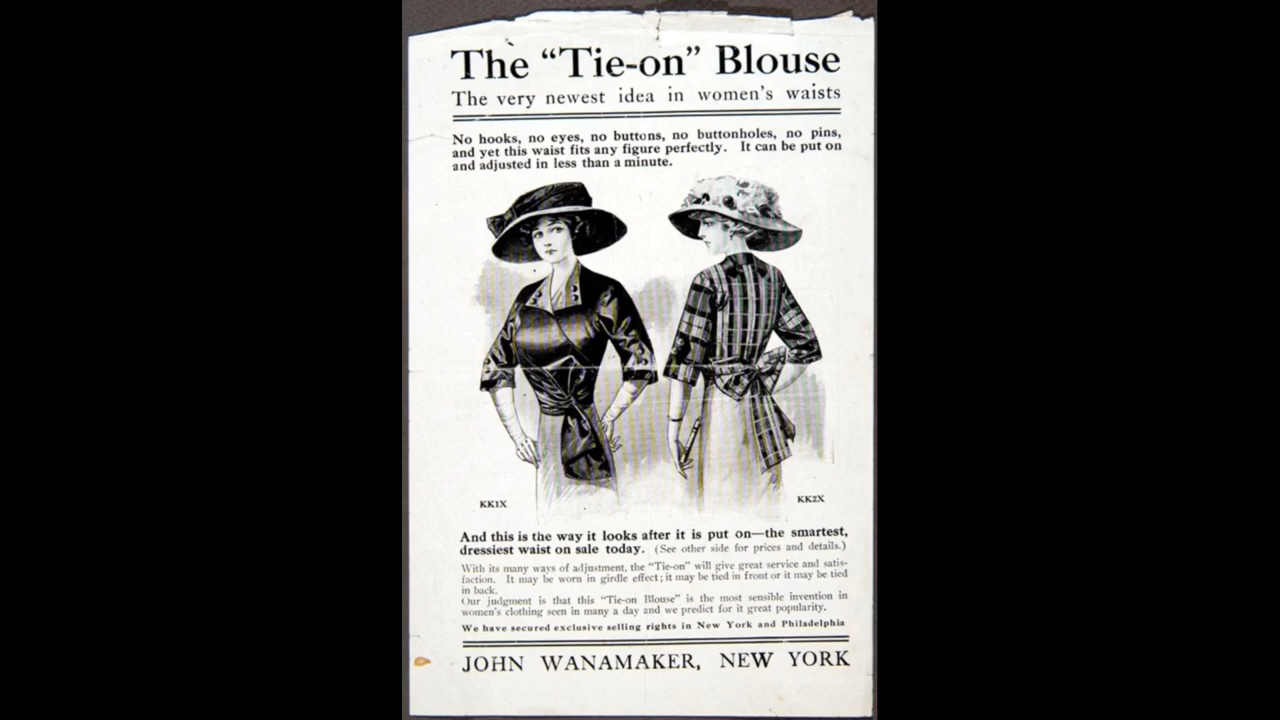 The "Tie-on" Blouse
The very newest idea in women's waists
No hooks, no eyes, no buttons, no buttonholes, no pins,
and yet this waist fits any figure perfectly. It can be put on
and adjusted in less than a minute.
KK1X
KK2X
And this is the way it looks after it is put on—the smartest,
dressiest waist on sale today. (See other side for prices and details.)
With its many ways of adjustment, the "Tie-on" will give great service and satis-
faction. It may be worn in girdle effect; it may be tied in front or it may be tied
in back.
Our judgment is that this "Tie-on Blouse" is the most sensible invention in
women's clothing seen in many a day and we predict for it great popularity.
We have secured exclusive selling rights in New York and Philadelphia
JOHN WANAMAKER, NEW YORK